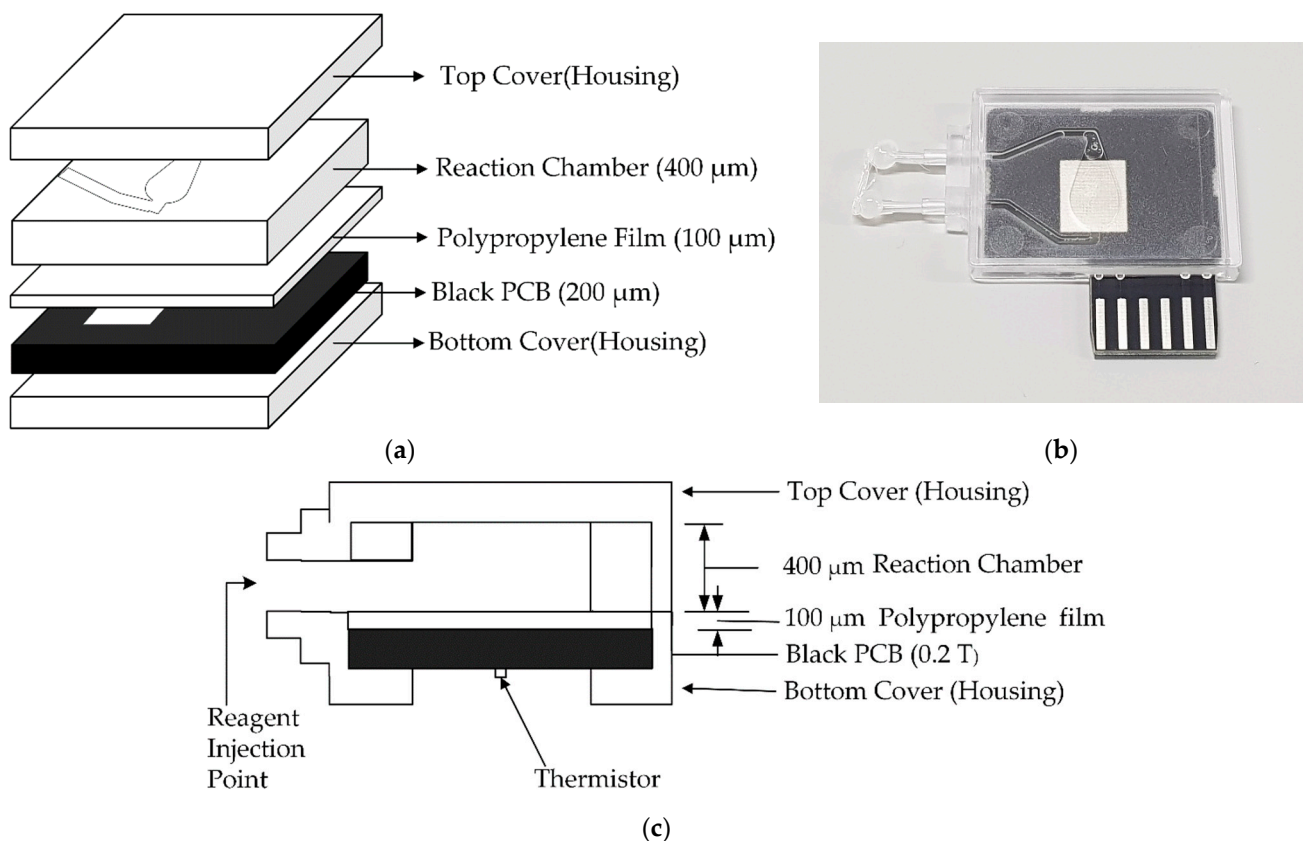 Top Cover(Housing)
Reaction Chamber (400 μm)
Polypropylene Film (100 μm)
Black PCB (200 μm)
Bottom Cover(Housing)
(a)
(b)
Top Cover (Housing)
400 μm Reaction Chamber
100 μm Polypropylene film
Black PCB (0.2 T)
Bottom Cover (Housing)
Reagent
Injection
Point
Thermistor
(c)